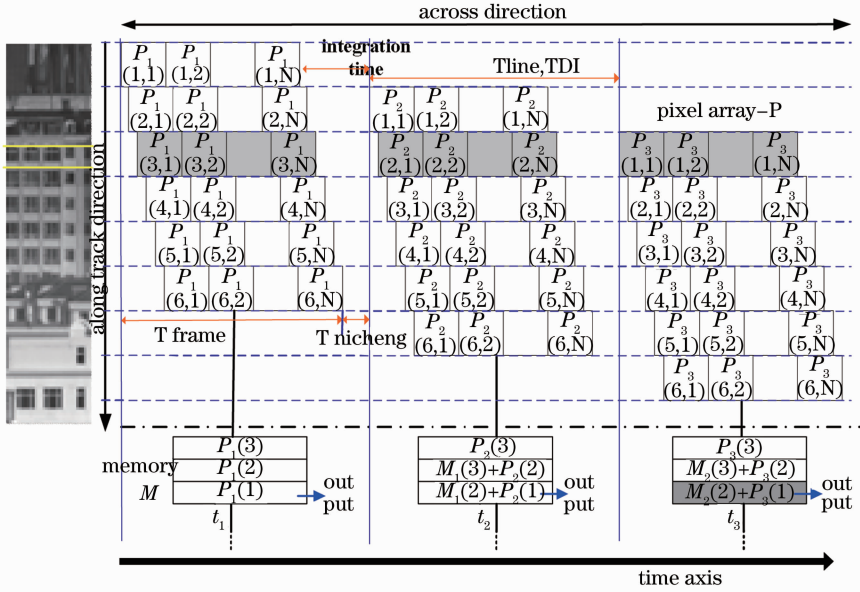 across direction
along track direction
integration
time
Tline,TDI
pixel array–P
P₁ P₁ P₁
(1,1) (1,2) (1,N)
P₁ P₁ P₁ P₂ P₂ P₂
(2,1) (2,2) (2,N) (1,1) (1,2) (1,N)
P₁ P₁ P₁ P₂ P₂ P₂ P₃ P₃ P₃
(3,1) (3,2) (3,N) (2,1) (2,2) (2,N) (1,1) (1,2) (1,N)
P₁ P₁ P₁ P₂ P₂ P₂ P₃ P₃ P₃
(4,1) (4,2) (4,N) (3,1) (3,2) (3,N) (2,1) (2,2) (2,N)
P₁ P₁ P₁ P₂ P₂ P₂ P₃ P₃ P₃
(5,1) (5,2) (5,N) (4,1) (4,2) (4,N) (3,1) (3,2) (3,N)
P₁ P₁ P₁ P₂ P₂ P₂ P₃ P₃ P₃
(6,1) (6,2) (6,N) (5,1) (5,2) (5,N) (4,1) (4,2) (4,N)
T frame T nicheng
P₂ P₂ P₂ P₃ P₃ P₃
(6,1) (6,2) (6,N) (5,1) (5,2) (5,N)
P₃ P₃ P₃
(6,1) (6,2) (6,N)
memory
M
P₁(3)
P₁(2)
P₁(1)
out
put
t₁
P₂(3)
M₁(3)+P₂(2)
M₁(2)+P₂(1)
out
put
t₂
P₃(3)
M₂(3)+P₃(2)
M₂(2)+P₃(1)
out
put
t₃
time axis